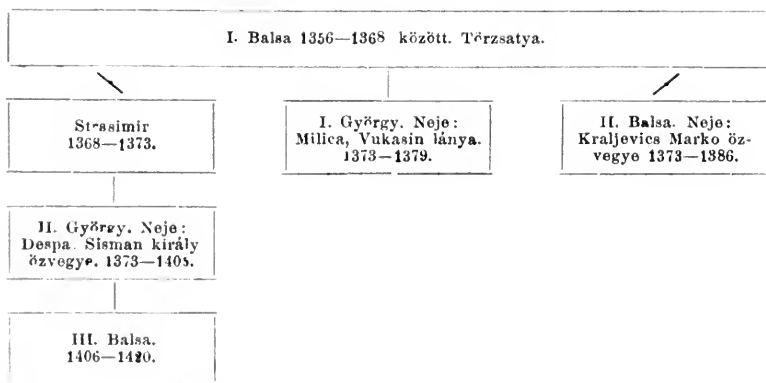 I. Balsa 1356—1368 között. Törzsatya.
Strasimir
1368—1373.
I. György. Neje:
Milica, Vukasin lánya.
1373—1379.
II. Balsa. Neje:
Kraljevics Marko öz-
vegye 1373—1386.
II. György. Neje:
Despa Sisman király
özvegye. 1373—1405.
III. Balsa.
1406—1420.